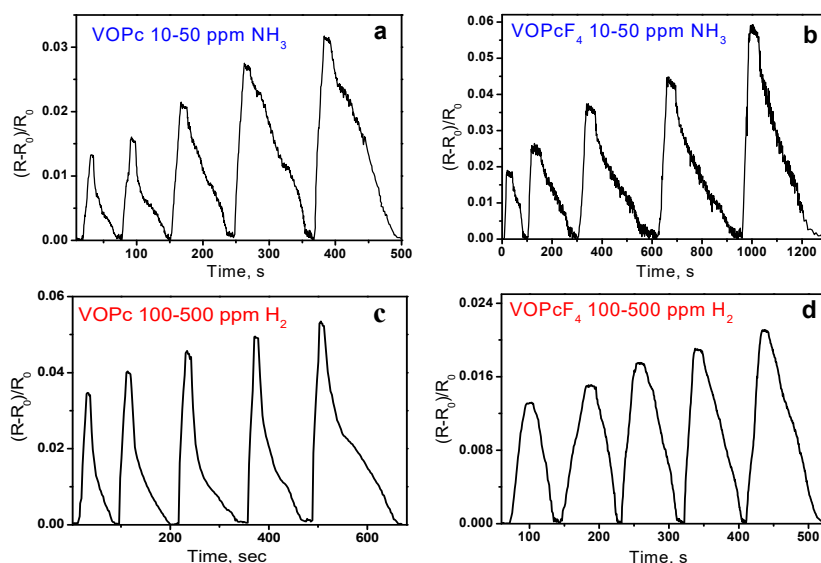 VOPc 10-50 ppm NH3
a
0.03
0.02
0.01
0.00
(R-R0)/R0
100 200 300 400 500
Time, s
VOPcF4 10-50 ppm NH3
b
0.06
0.05
0.04
0.03
0.02
0.01
0.00
(R-R0)/R0
0 200 400 600 800 1000 1200
Time, s
VOPc 100-500 ppm H2
c
0.06
0.04
0.02
0.00
(R-R0)/R0
200 400 600
Time, sec
VOPcF4 100-500 ppm H2
d
0.024
0.016
0.008
0.000
(R-R0)/R0
100 200 300 400 500
Time, s